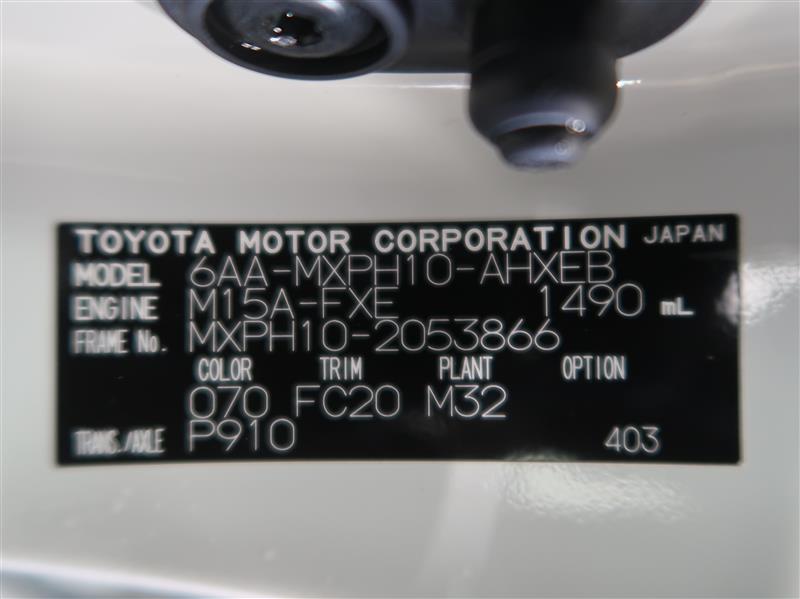 TOYOTA MOTOR CORPORATION JAPAN
MODEL 6AA-MXPH10-AHXEB
ENGINE M15A-FXE 1490 mL
FRAME No. MXPH10-2053866
COLOR TRIM PLANT OPTION
070 FC20 M32
TRANS./AXLE P910 403